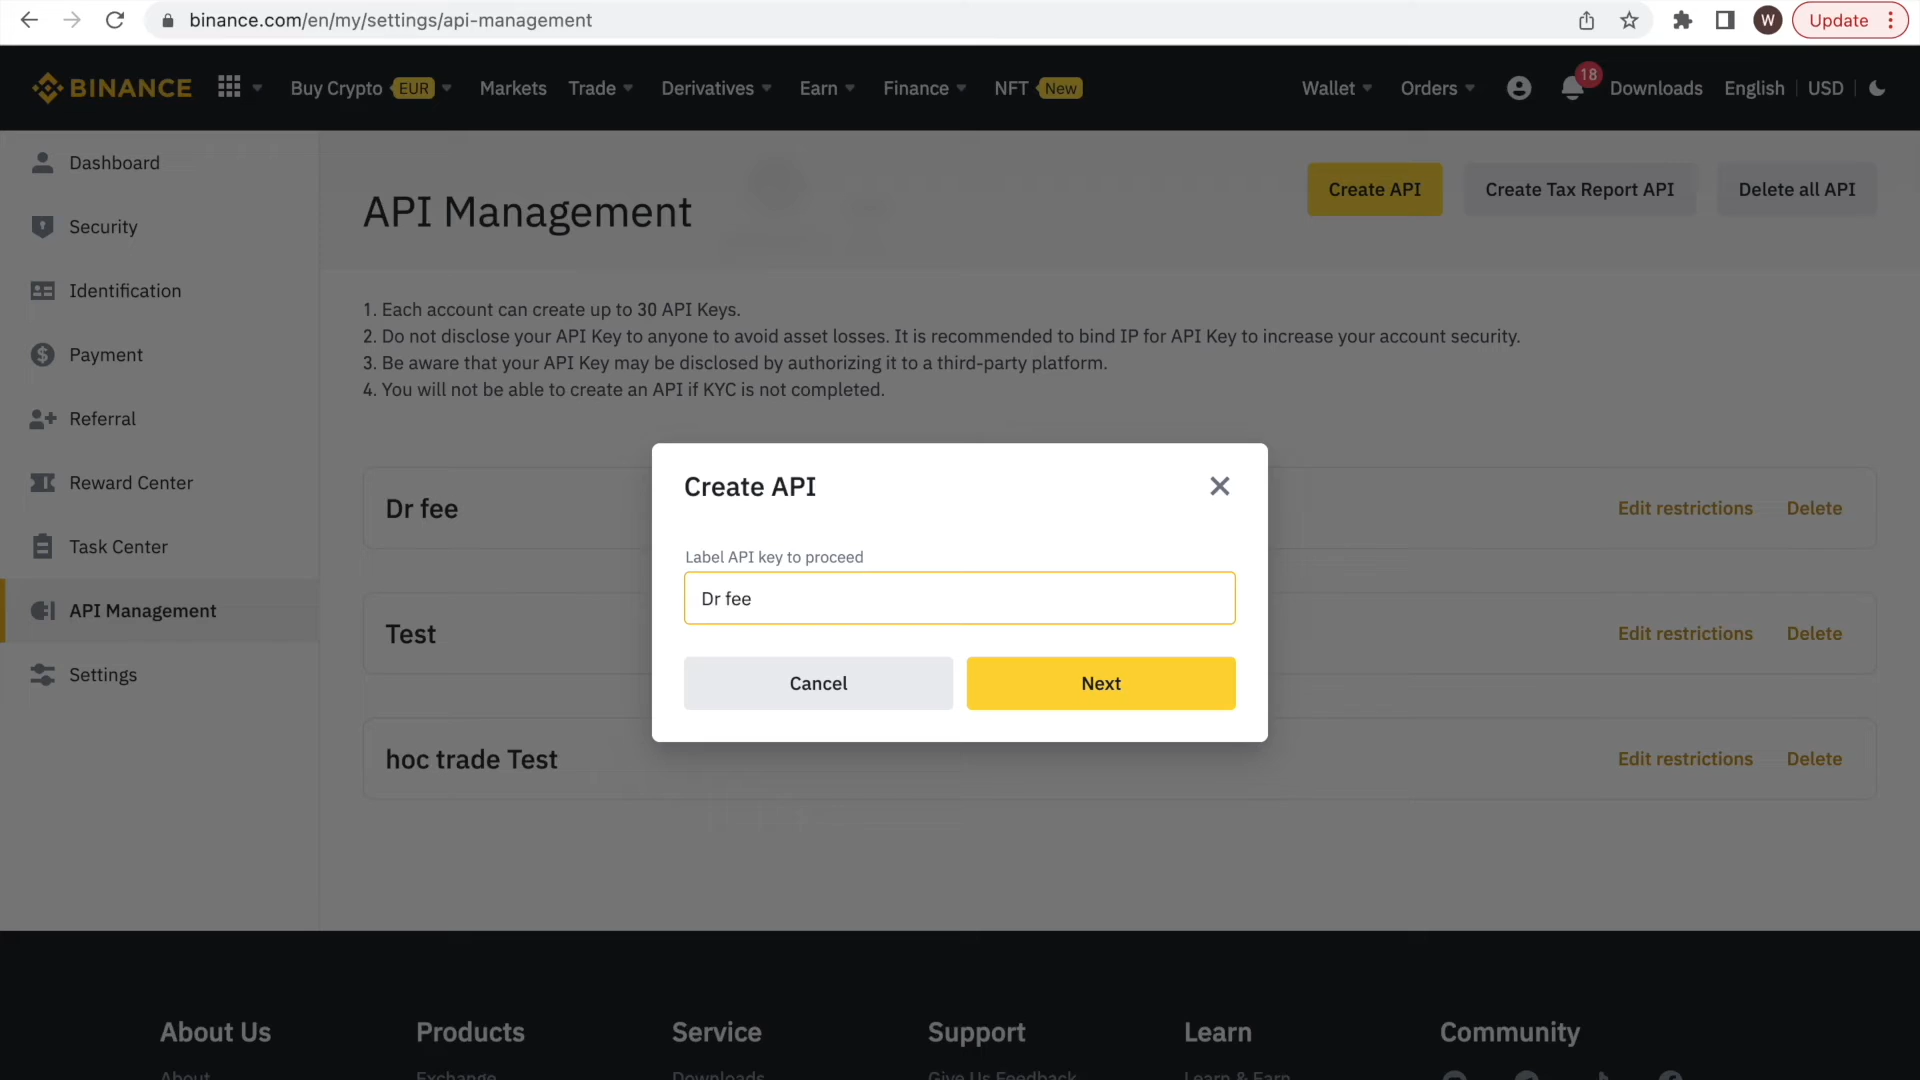 binance.com/en/my/settings/api-management
W
Update
BINANCE
Buy Crypto EUR
Markets
Trade
Derivatives
Earn
Finance
NFT New
Wallet
Orders
18
Downloads
English
USD
Dashboard
Security
Identification
Payment
Referral
Reward Center
Task Center
API Management
Settings
API Management
Create API
Create Tax Report API
Delete all API
1. Each account can create up to 30 API Keys.
2. Do not disclose your API Key to anyone to avoid asset losses. It is recommended to bind IP for API Key to increase your account security.
3. Be aware that your API Key may be disclosed by authorizing it to a third-party platform.
4. You will not be able to create an API if KYC is not completed.
Dr fee
Edit restrictions
Delete
Test
Edit restrictions
Delete
hoc trade Test
Edit restrictions
Delete
Create API
Label API key to proceed
Dr fee
Cancel
Next
About Us
Products
Service
Support
Learn
Community
About
Exchange
Downloads
Give Us Feedback
Learn & Earn